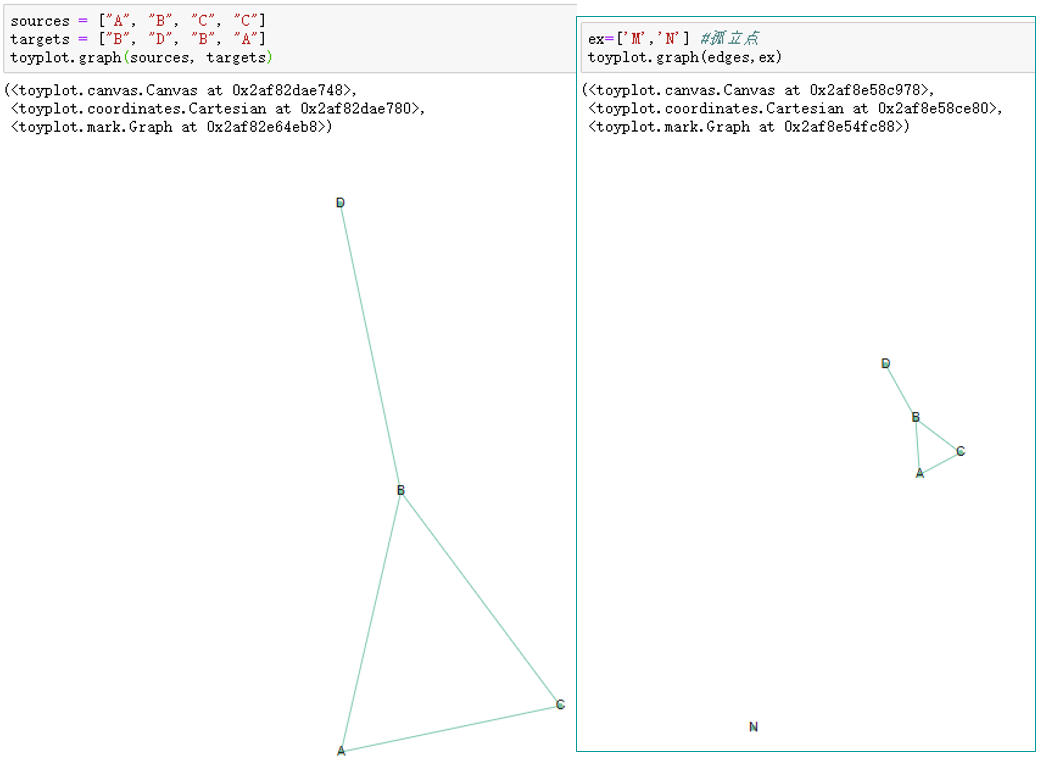 sources = ["A", "B", "C", "C"]
targets = ["B", "D", "B", "A"]
toyplot.graph(sources, targets)
(<toyplot.canvas.Canvas at 0x2af82dae748>,
<toyplot.coordinates.Cartesian at 0x2af82dae780>,
<toyplot.mark.Graph at 0x2af82e64eb8>)
D
B
C
A
ex=['M','N'] #孤立点
toyplot.graph(edges,ex)
(<toyplot.canvas.Canvas at 0x2af8e58c978>,
<toyplot.coordinates.Cartesian at 0x2af8e58ce80>,
<toyplot.mark.Graph at 0x2af8e54fc88>)
D
B
C
A
N